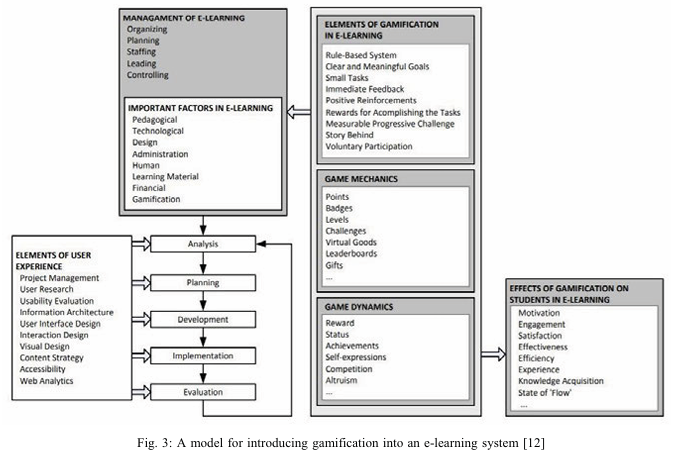 MANAGAMENT OF E-LEARNING
Organizing
Planning
Staffing
Leading
Controlling
IMPORTANT FACTORS IN E-LEARNING
Pedagogical
Technological
Design
Administration
Human
Learning Material
Financial
Gamification
ELEMENTS OF USER
EXPERIENCE
Project Management
User Research
Usability Evaluation
Information Architecture
User Interface Design
Interaction Design
Visual Design
Content Strategy
Accessibility
Web Analytics
Analysis
Planning
Development
Implementation
Evaluation
ELEMENTS OF GAMIFICATION
IN E-LEARNING
Rule-Based System
Clear and Meaningful Goals
Small Tasks
Immediate Feedback
Positive Reinforcements
Rewards for Acomplishing the Tasks
Measurable Progressive Challenge
Story Behind
Voluntary Participation
GAME MECHANICS
Points
Badges
Levels
Challenges
Virtual Goods
Leaderboards
Gifts
...
GAME DYNAMICS
Reward
Status
Achievements
Self-expressions
Competition
Altruism
...
EFFECTS OF GAMIFICATION ON
STUDENTS IN E-LEARNING
Motivation
Engagement
Satisfaction
Effectiveness
Efficiency
Experience
Knowledge Acquisition
State of 'Flow'
...
Fig. 3: A model for introducing gamification into an e-learning system [12]